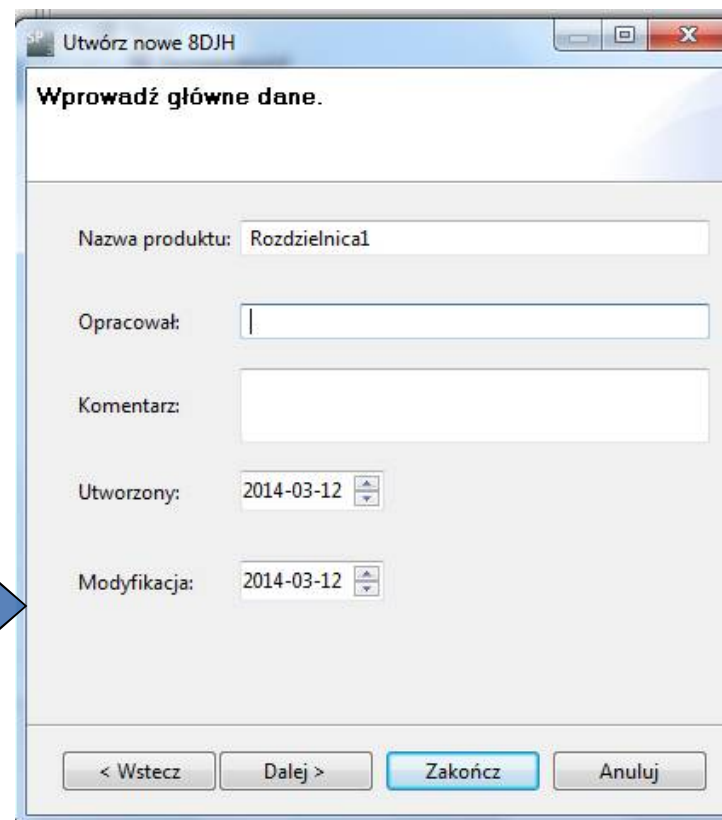 Utwórz nowe 8DJH
Wprowadź główne dane.
Nazwa produktu: Rozdzielnica1
Opracował:
Komentarz:
Utworzony: 2014-03-12
Modyfikacja: 2014-03-12
< Wstecz Dalej > Zakończ Anuluj